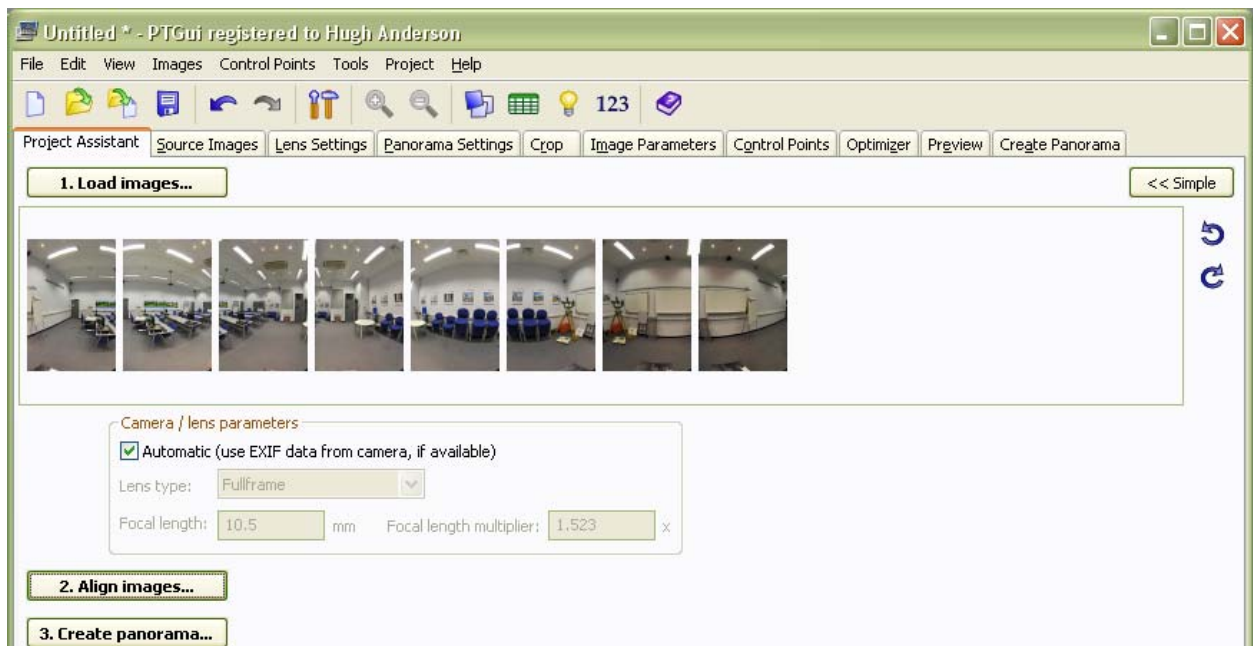 Untitled * - PTGui registered to Hugh Anderson
File Edit View Images Control Points Tools Project Help
123
Project Assistant Source Images Lens Settings Panorama Settings Crop Image Parameters Control Points Optimizer Preview Create Panorama
1. Load images... << Simple
Camera / lens parameters
Automatic (use EXIF data from camera, if available)
Lens type: Fullframe
Focal length: 10.5 mm Focal length multiplier: 1.523 x
2. Align images...
3. Create panorama...